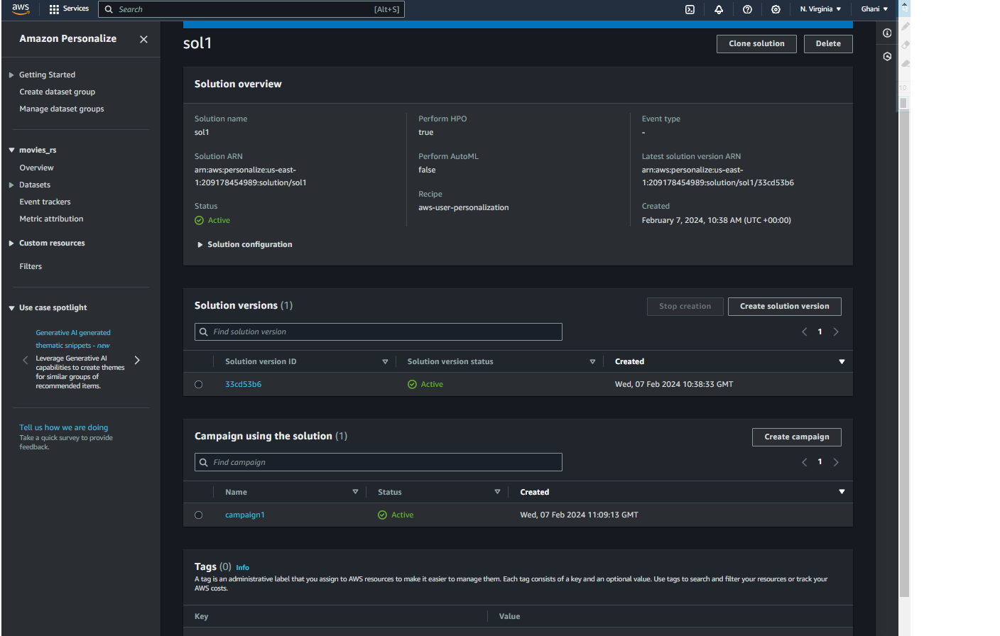 aws
Services
Search
[Alt+S]
N. Virginia
Ghani
Amazon Personalize
Getting Started
Create dataset group
Manage dataset groups
movies_rs
Overview
Datasets
Event trackers
Metric attribution
Custom resources
Filters
Use case spotlight
Generative AI generated
thematic snippets - new
Leverage Generative AI
capabilities to create themes
for similar groups of
recommended items.
Tell us how we are doing
Take a quick survey to provide
feedback.
sol1
Clone solution
Delete
Solution overview
Solution name
sol1
Solution ARN
arn:aws:personalize:us-east-
1:209178454989:solution/sol1
Status
Active
Perform HPO
true
Perform AutoML
false
Recipe
aws-user-personalization
Event type
-
Latest solution version ARN
arn:aws:personalize:us-east-
1:209178454989:solution/sol1/33cd53b6
Created
February 7, 2024, 10:38 AM (UTC +00:00)
Solution configuration
Solution versions (1)
Stop creation
Create solution version
Find solution version
1
Solution version ID
Solution version status
Created
33cd53b6
Active
Wed, 07 Feb 2024 10:38:33 GMT
Campaign using the solution (1)
Create campaign
Find campaign
1
Name
Status
Created
campaign1
Active
Wed, 07 Feb 2024 11:09:13 GMT
Tags (0) Info
A tag is an administrative label that you assign to AWS resources to make it easier to manage them. Each tag consists of a key and an optional value. Use tags to search and filter your resources or track your
AWS costs.
Key
Value
10